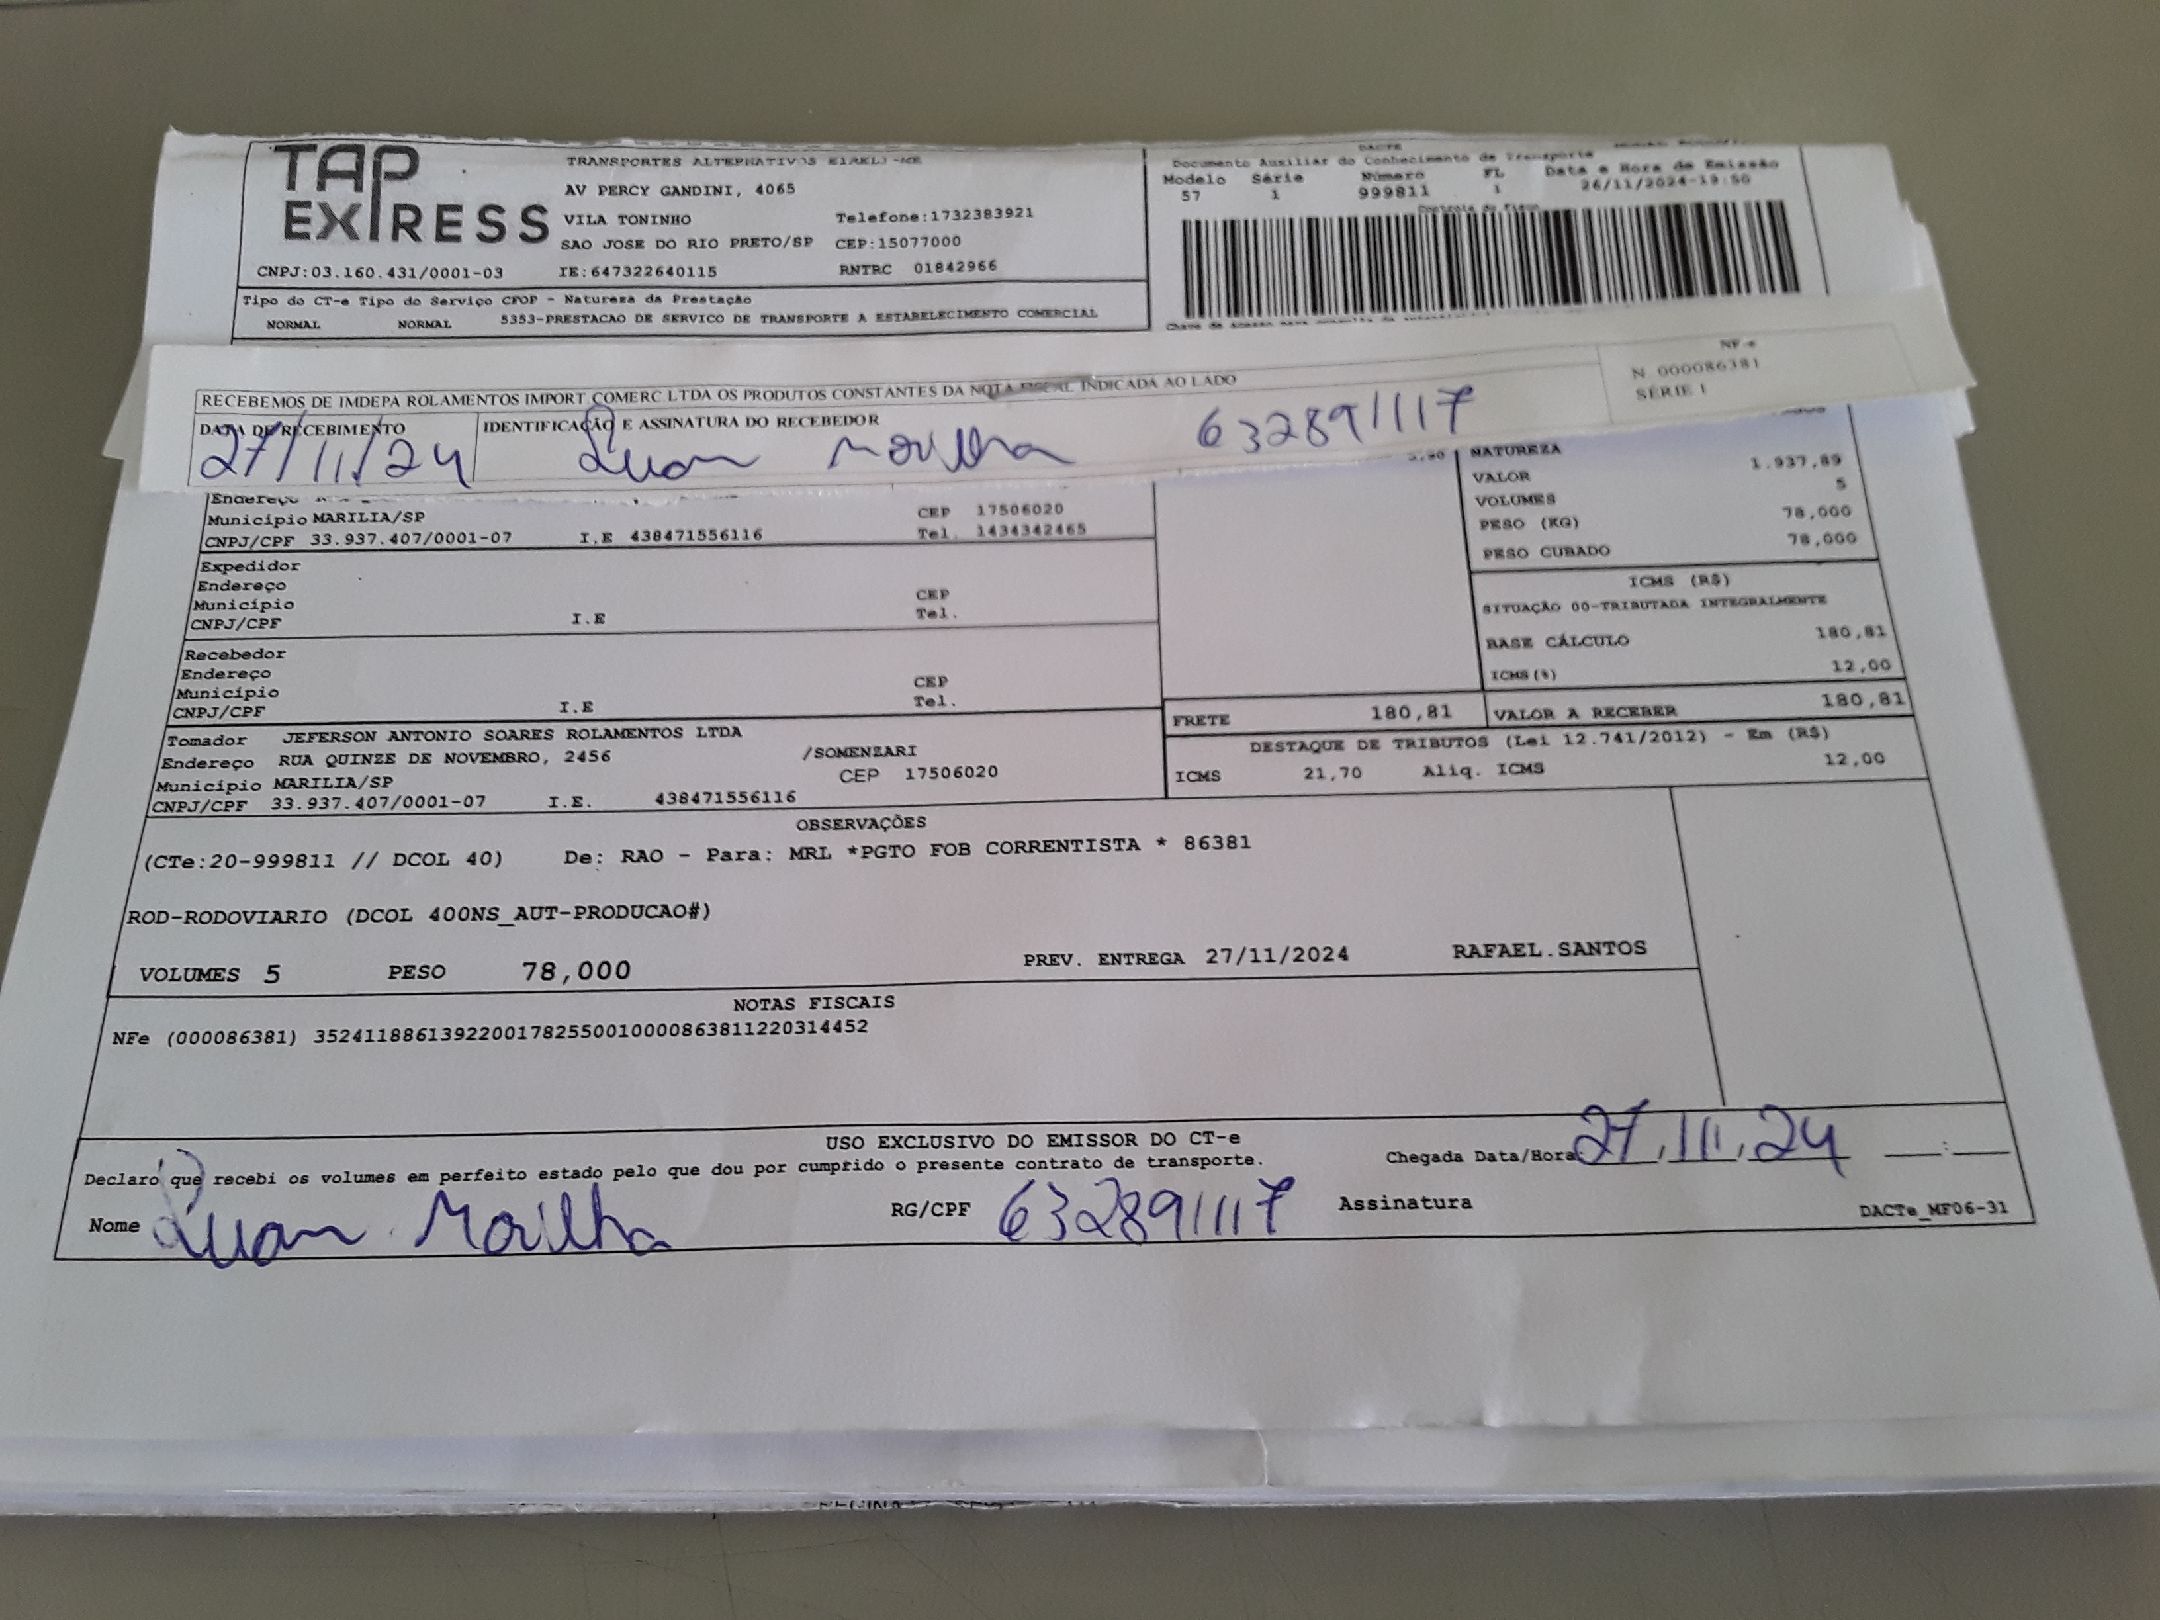 TAP EXPRESS
TRANSPORTES ALTERNATIVOS EIRELI-ME
AV PERCY GANDINI, 4065
VILA TONINHO Telefone:1732383921
SAO JOSE DO RIO PRETO/SP CEP:15077000
CNPJ:03.160.431/0001-03 IE:647322640115 RNTRC 01842966
Tipo do CT-e Tipo do Serviço CFOP - Natureza da Prestação
NORMAL NORMAL 5353-PRESTACAO DE SERVICO DE TRANSPORTE A ESTABELECIMENTO COMERCIAL
DACTE
Documento Auxiliar do Conhecimento de Transporte
Modelo Série Número FL Data e Hora de Emissão
57 1 999811 1 26/11/2024-19:50
Controle do Fisco
RECEBEMOS DE IMDEPA ROLAMENTOS IMPORT COMERC LTDA OS PRODUTOS CONSTANTES DA NOTA FISCAL INDICADA AO LADO
NF-e
N 000086381
SÉRIE 1
DATA DE RECEBIMENTO IDENTIFICAÇÃO E ASSINATURA DO RECEBEDOR
27/11/24 Luan Morilha 632891117
Endereço
Município MARILIA/SP CEP 17506020
CNPJ/CPF 33.937.407/0001-07 I.E 438471556116 Tel. 1434342465
Expedidor
Endereço
Município CEP
CNPJ/CPF I.E Tel.
Recebedor
Endereço
Município CEP
CNPJ/CPF I.E Tel.
Tomador JEFERSON ANTONIO SOARES ROLAMENTOS LTDA
Endereço RUA QUINZE DE NOVEMBRO, 2456 /SOMENZARI
Município MARILIA/SP CEP 17506020
CNPJ/CPF 33.937.407/0001-07 I.E. 438471556116
NATUREZA
VALOR 1.937,89
VOLUMES 5
PESO (KG) 78,000
PESO CUBADO 78,000
ICMS (R$)
SITUAÇÃO 00-TRIBUTADA INTEGRALMENTE
BASE CÁLCULO 180,81
ICMS(%) 12,00
FRETE 180,81 VALOR A RECEBER 180,81
DESTAQUE DE TRIBUTOS (Lei 12.741/2012) - Em (R$)
ICMS 21,70 Aliq. ICMS 12,00
OBSERVAÇÕES
(CTe:20-999811 // DCOL 40) De: RAO - Para: MRL *PGTO FOB CORRENTISTA * 86381
ROD-RODOVIARIO (DCOL 400NS_AUT-PRODUCAO#)
VOLUMES 5 PESO 78,000 PREV. ENTREGA 27/11/2024 RAFAEL.SANTOS
NOTAS FISCAIS
NFe (000086381) 35241188613922001782550010000863811220314452
USO EXCLUSIVO DO EMISSOR DO CT-e
Declaro que recebi os volumes em perfeito estado pelo que dou por cumprido o presente contrato de transporte.
Chegada Data/Hora: 27.11.24 :
Nome Luan Morilha RG/CPF 632891117 Assinatura
DACTe_MF06-31